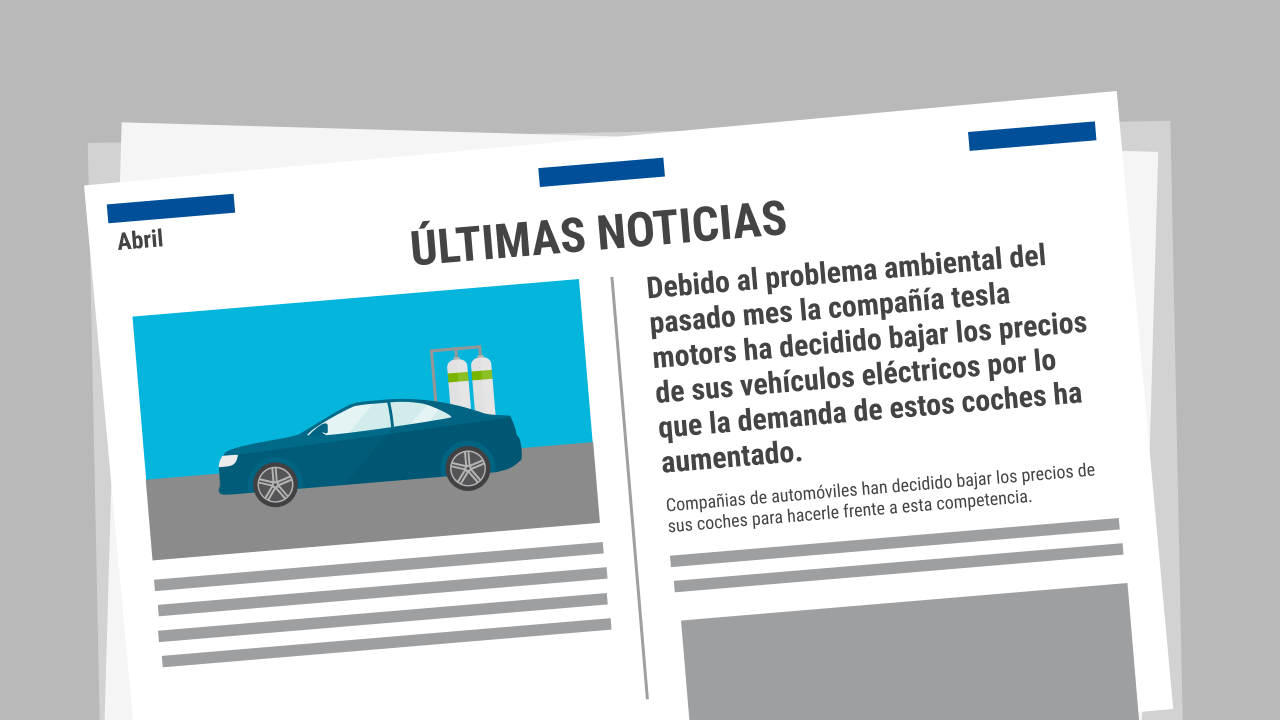 Abril
ÚLTIMAS NOTICIAS
Debido al problema ambiental del
pasado mes la compañía tesla
motors ha decidido bajar los precios
de sus vehículos eléctricos por lo
que la demanda de estos coches ha
aumentado.
Compañias de automóviles han decidido bajar los precios de
sus coches para hacerle frente a esta competencia.